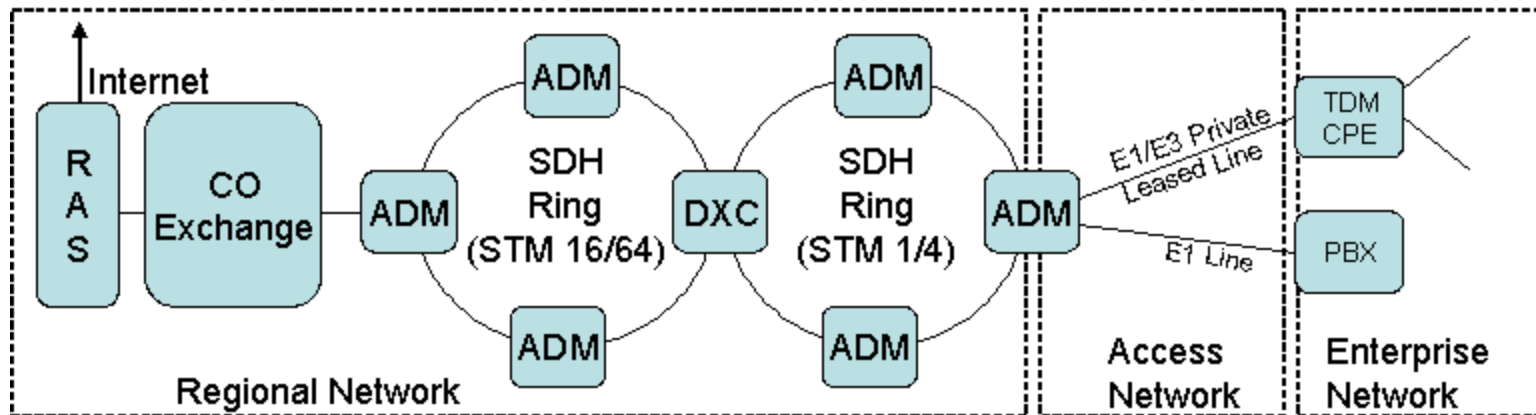 Internet
R
A
S
CO
Exchange
ADM
ADM
SDH
Ring
(STM 16/64)
ADM
DXC
ADM
SDH
Ring
(STM 1/4)
ADM
ADM
E1/E3 Private
Leased Line
E1 Line
TDM
CPE
PBX
Regional Network
Access
Network
Enterprise
Network